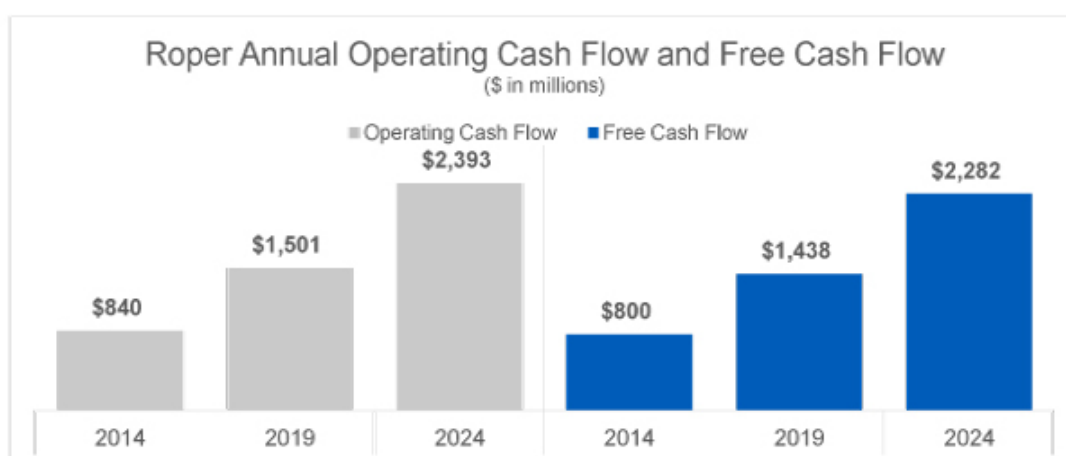 Roper Annual Operating Cash Flow and Free Cash Flow
($ in millions)
Operating Cash Flow Free Cash Flow
$2,393
$2,282
$1,501
$1,438
$840
$800
2014 2019 2024 2014 2019 2024